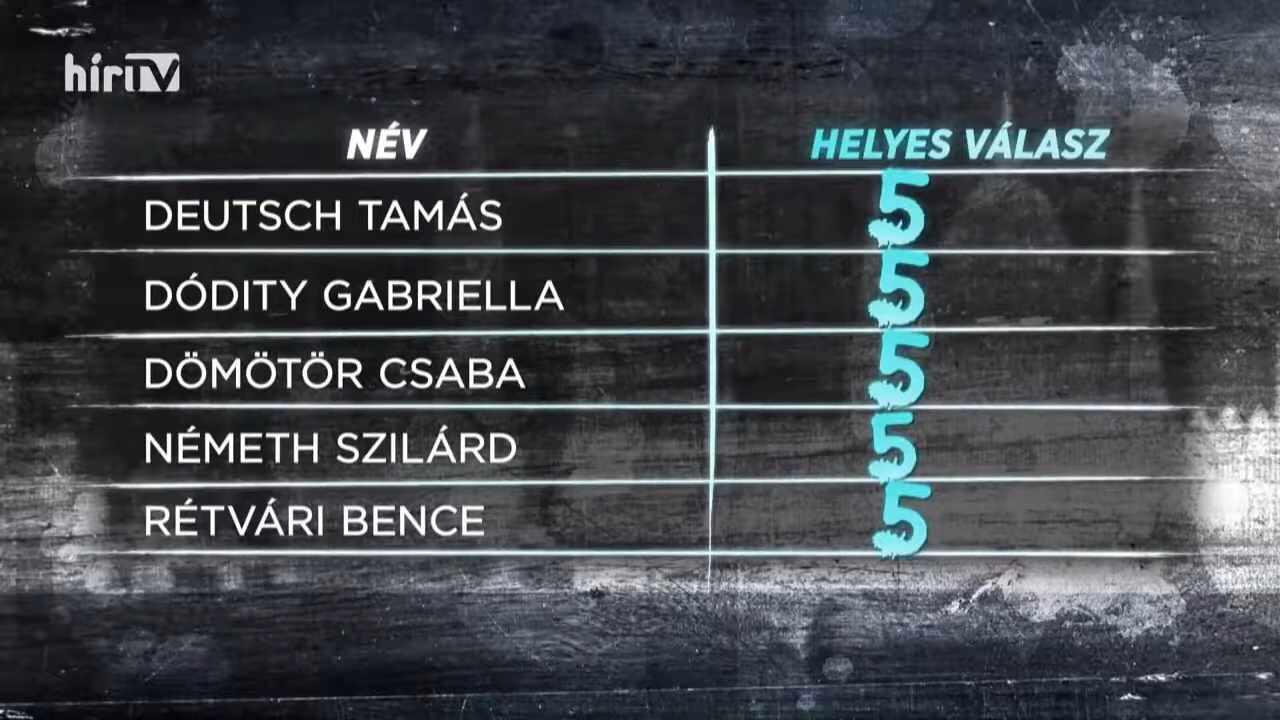 hírTV
NÉV HELYES VÁLASZ
DEUTSCH TAMÁS 5
DÓDITY GABRIELLA 5
DÖMÖTÖR CSABA 5
NÉMETH SZILÁRD 5
RÉTVÁRI BENCE 5